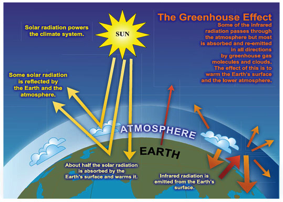 The Greenhouse Effect
Some of the infrared
radiation passes through
the atmosphere but most
is absorbed and re-emitted
in all directions
by greenhouse gas
molecules and clouds.
The effect of this is to
warm the Earth's surface
and the lower atmosphere.
Solar radiation powers
the climate system.
SUN
Some solar radiation
is reflected by
the Earth and the
atmosphere.
ATMOSPHERE
EARTH
About half the solar radiation
is absorbed by the
Earth's surface and warms it.
Infrared radiation is
emitted from the Earth's
surface.